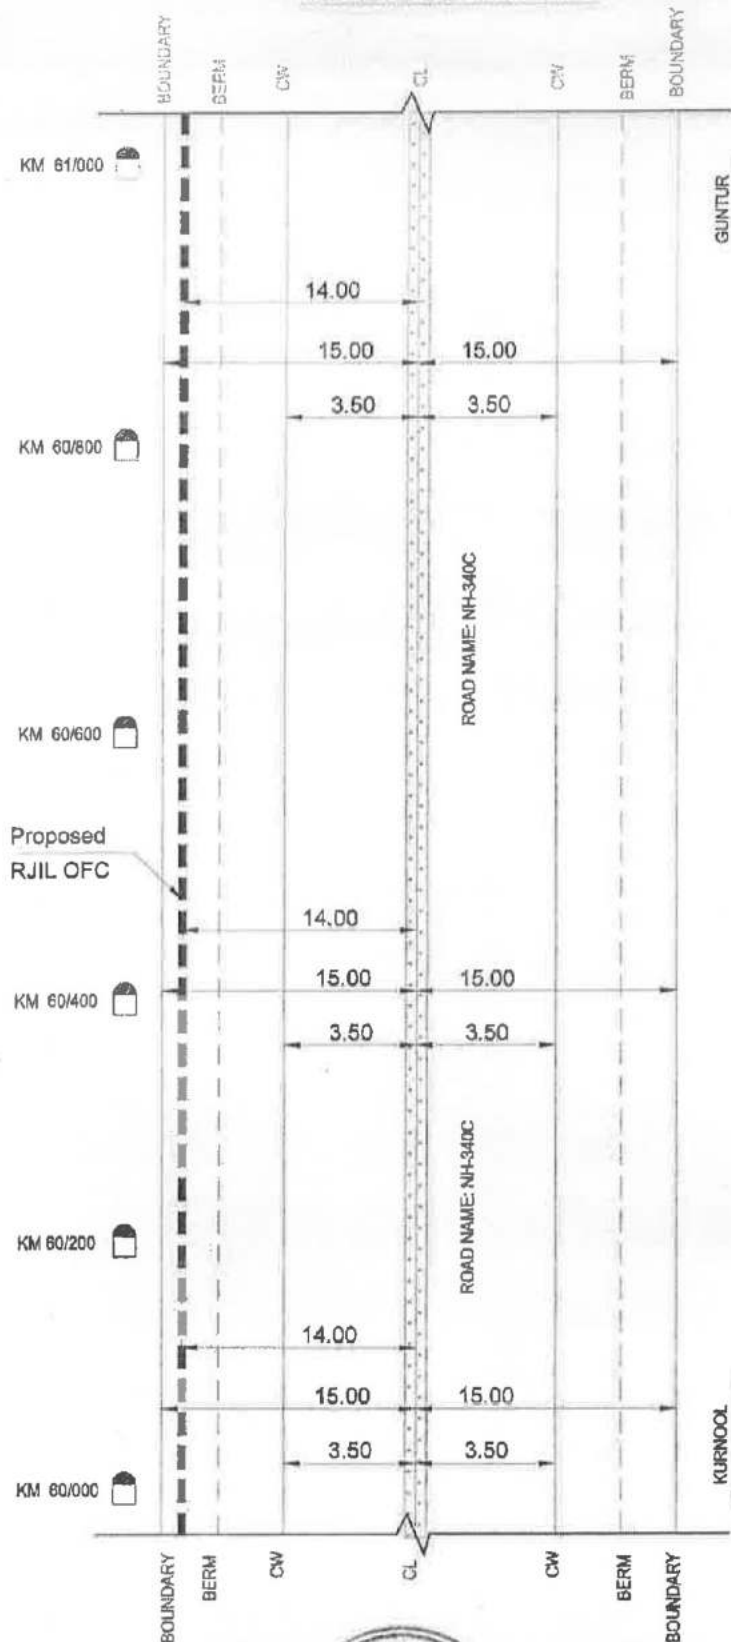 BOUNDARY
BERM
CW
CL
CW
BERM
BOUNDARY
KM 61/000
GUNTUR
14.00
15.00 15.00
3.50 3.50
KM 60/800
ROAD NAME: NH-340C
KM 60/600
Proposed
RJIL OFC
14.00
15.00 15.00
KM 60/400
3.50 3.50
ROAD NAME: NH-340C
KM 60/200
14.00
15.00 15.00
3.50 3.50
KURNOOL
KM 60/000
BOUNDARY
BERM
CW
CL
CW
BERM
BOUNDARY